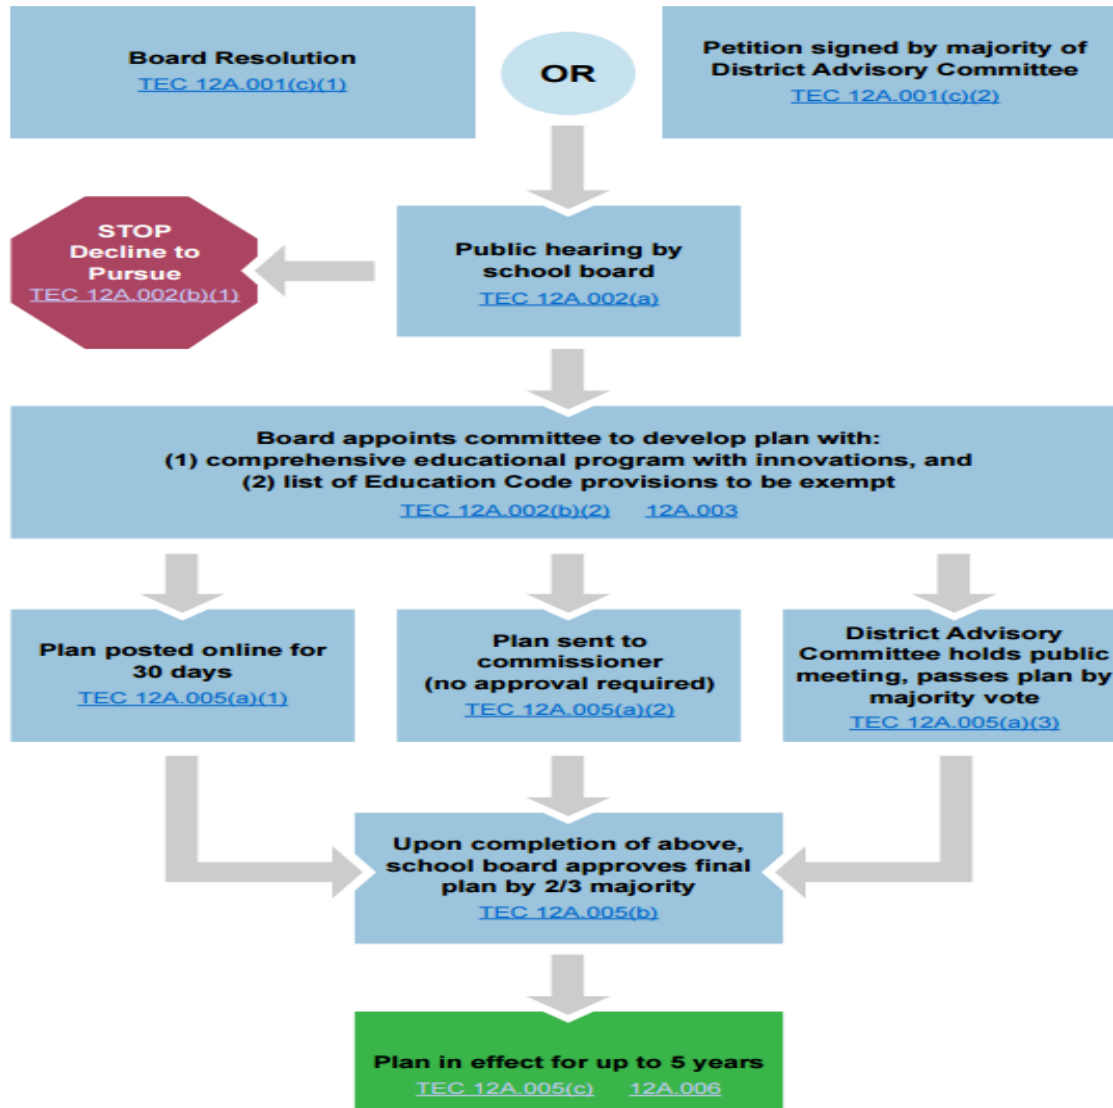 Board Resolution
TEC 12A.001(c)(1)
OR
Petition signed by majority of
District Advisory Committee
TEC 12A.001(c)(2)
STOP
Decline to
Pursue
TEC 12A.002(b)(1)
Public hearing by
school board
TEC 12A.002(a)
Board appoints committee to develop plan with:
(1) comprehensive educational program with innovations, and
(2) list of Education Code provisions to be exempt
TEC 12A.002(b)(2) 12A.003
Plan posted online for
30 days
TEC 12A.005(a)(1)
Plan sent to
commissioner
(no approval required)
TEC 12A.005(a)(2)
District Advisory
Committee holds public
meeting, passes plan by
majority vote
TEC 12A.005(a)(3)
Upon completion of above,
school board approves final
plan by 2/3 majority
TEC 12A.005(b)
Plan in effect for up to 5 years
TEC 12A.005(c) 12A.006